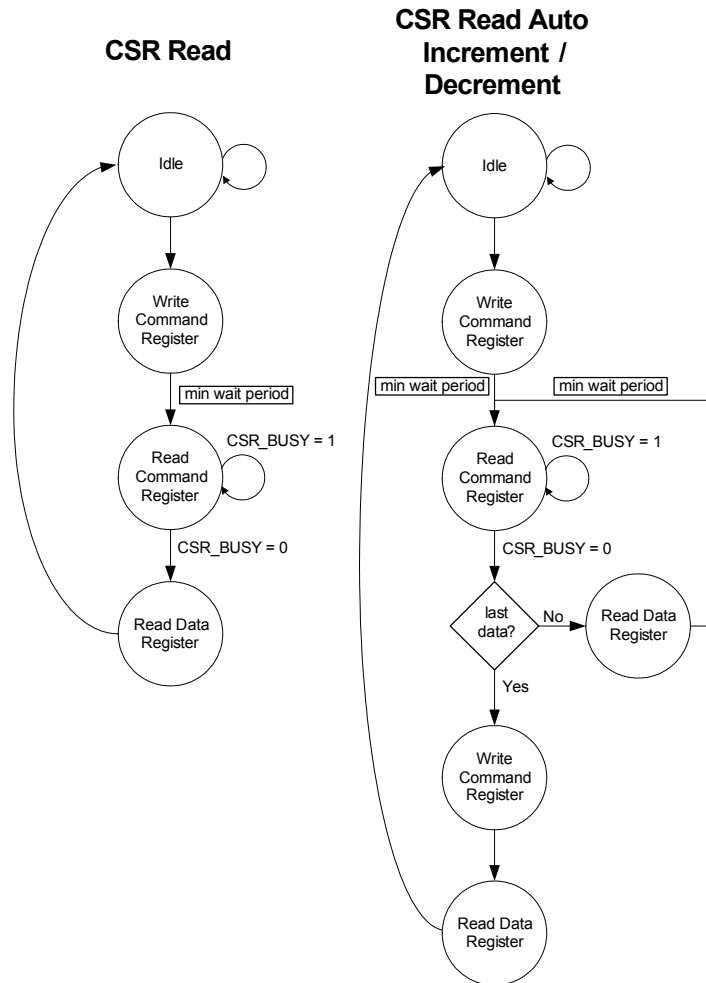 CSR Read
Idle
Write
Command
Register
min wait period
Read
Command
Register
CSR_BUSY = 1
CSR_BUSY = 0
Read Data
Register
CSR Read Auto
Increment /
Decrement
Idle
Write
Command
Register
min wait period
min wait period
Read
Command
Register
CSR_BUSY = 1
CSR_BUSY = 0
last
data?
No
Read Data
Register
Yes
Write
Command
Register
Read Data
Register